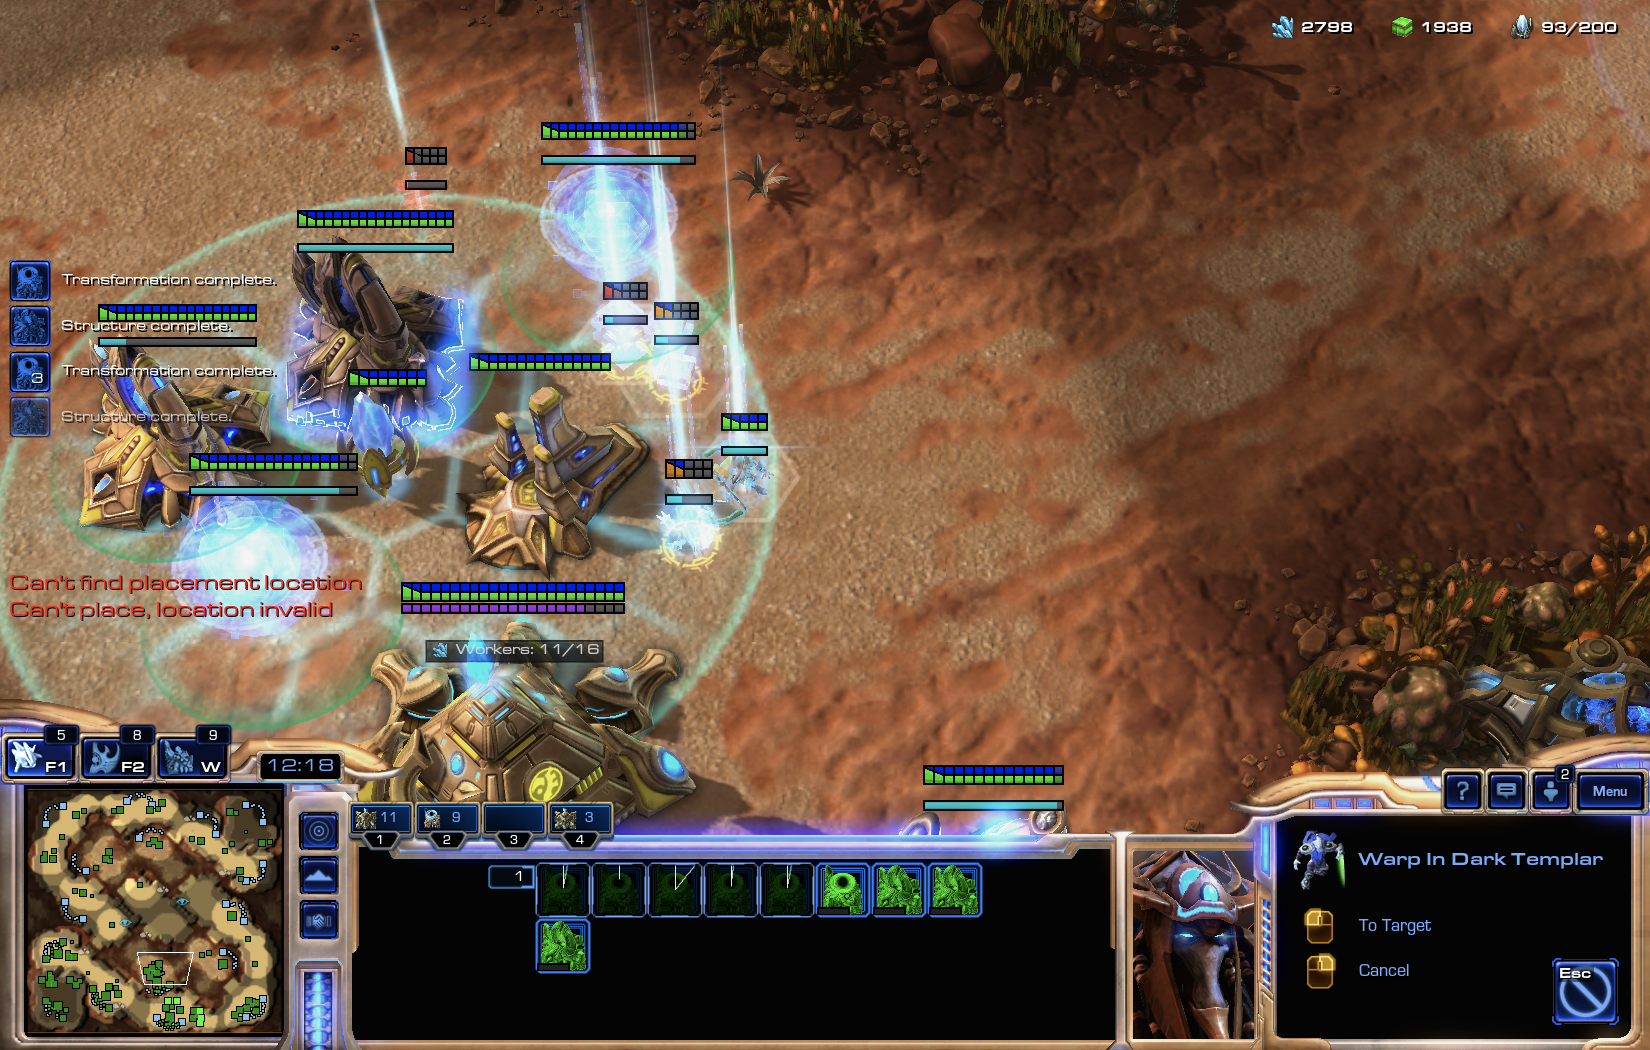 2798 1938 93/200
Transformation complete.
Structure complete.
3 Transformation complete.
Structure complete.
Can't find placement location
Can't place, location invalid
Workers: 11/16
5 8 9
F1 F2 W
12:18
2
? Menu
11 9 3
1 2 3 4
1
Warp In Dark Templar
To Target
Cancel
Esc